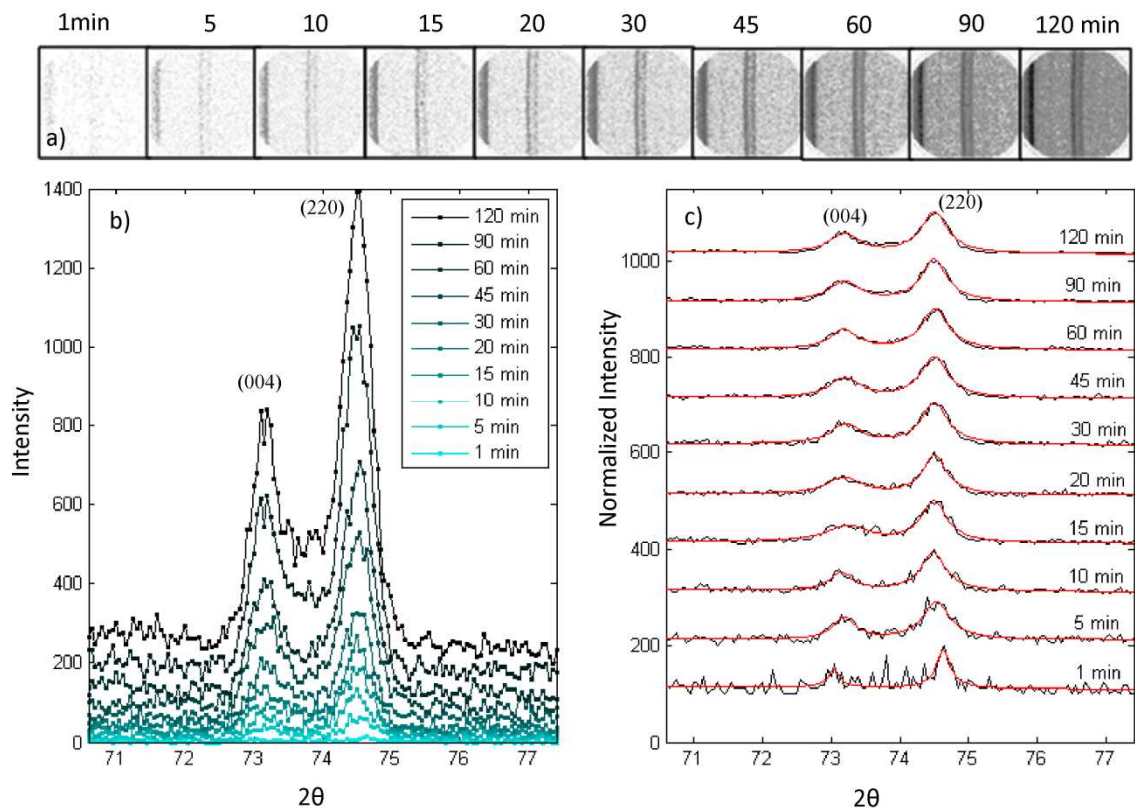 1min 5 10 15 20 30 45 60 90 120 min
a)
b)
(220)
(004)
120 min
90 min
60 min
45 min
30 min
20 min
15 min
10 min
5 min
1 min
Intensity
1400
1200
1000
800
600
400
200
0
71 72 73 74 75 76 77
2θ
c)
(004)
(220)
120 min
90 min
60 min
45 min
30 min
20 min
15 min
10 min
5 min
1 min
Normalized Intensity
1000
800
600
400
200
0
71 72 73 74 75 76 77
2θ